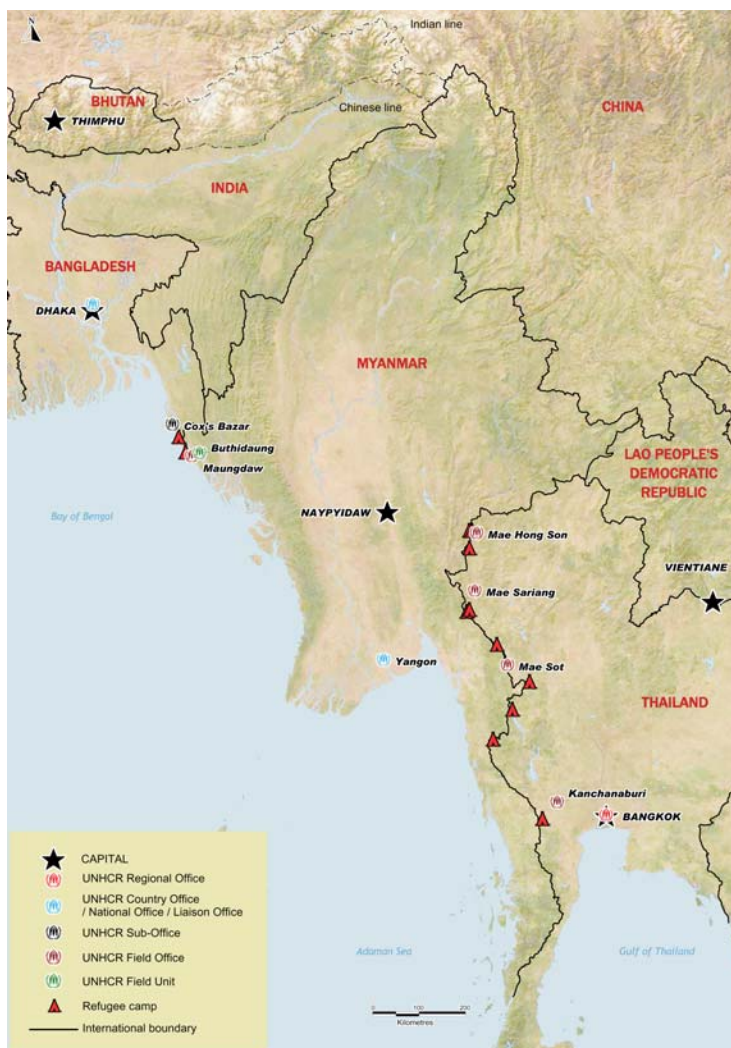 Indian line
BHUTAN
CHINA
Chinese line
THIMPHU
INDIA
BANGLADESH
DHAKA
MYANMAR
Cox's Bazar
Buthidaung
LAO PEOPLE'S
DEMOCRATIC
REPUBLIC
Maungdaw
Bay of Bengal
NAYPYIDAW
Mae Hong Son
VIENTIANE
Mae Sariang
Yangon
Mae Sot
THAILAND
Kanchanaburi
BANGKOK
CAPITAL
UNHCR Regional Office
UNHCR Country Office
/ National Office / Liaison Office
UNHCR Sub-Office
UNHCR Field Office
UNHCR Field Unit
Refugee camp
International boundary
Adaman Sea
Gulf of Thailand
0 100 200
Kilometres